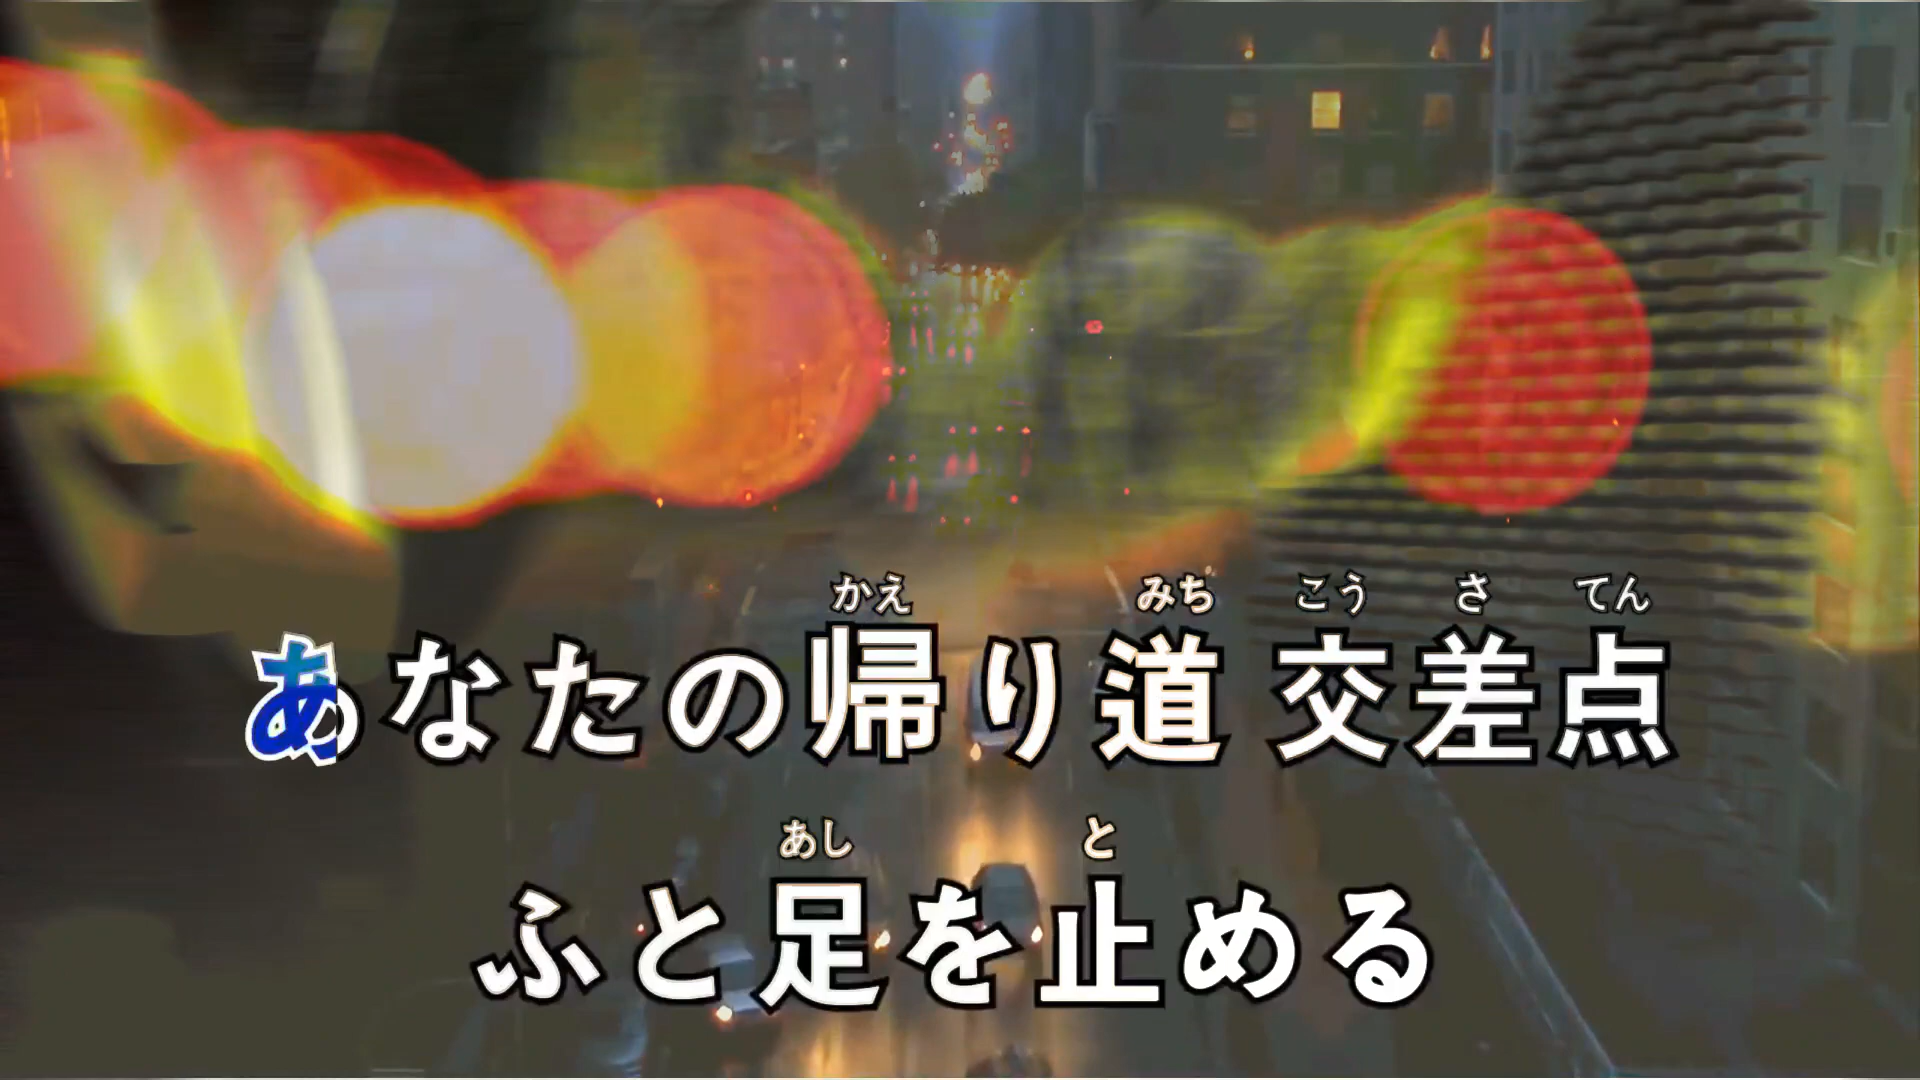 かえ みち こう さ てん
あなたの帰り道 交差点
あし と
ふと足を止める